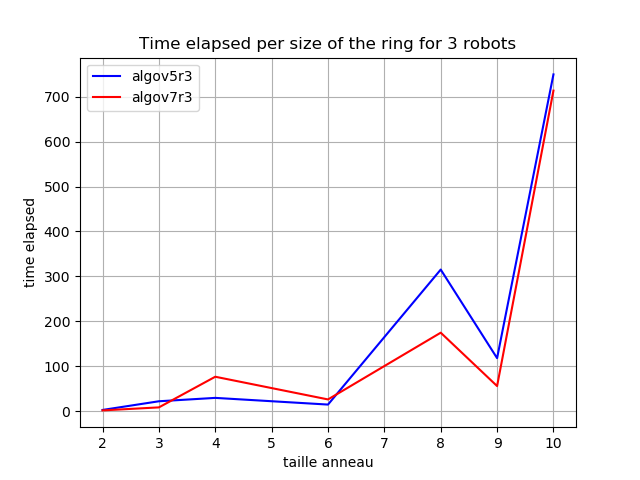 Time elapsed per size of the ring for 3 robots
algov5r3
algov7r3
time elapsed
700
600
500
400
300
200
100
0
2 3 4 5 6 7 8 9 10
taille anneau